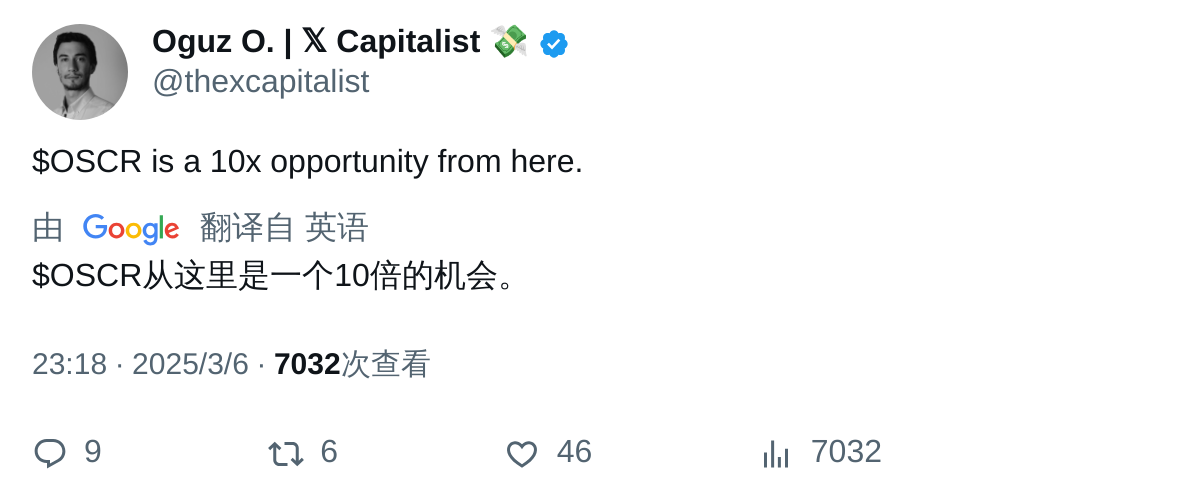 Oguz O. | 𝕏 Capitalist 💸
@thexcapitalist
$OSCR is a 10x opportunity from here.
由 Google 翻译自 英语
$OSCR从这里是一个10倍的机会。
23:18 · 2025/3/6 · 7032次查看
9 6 46 7032